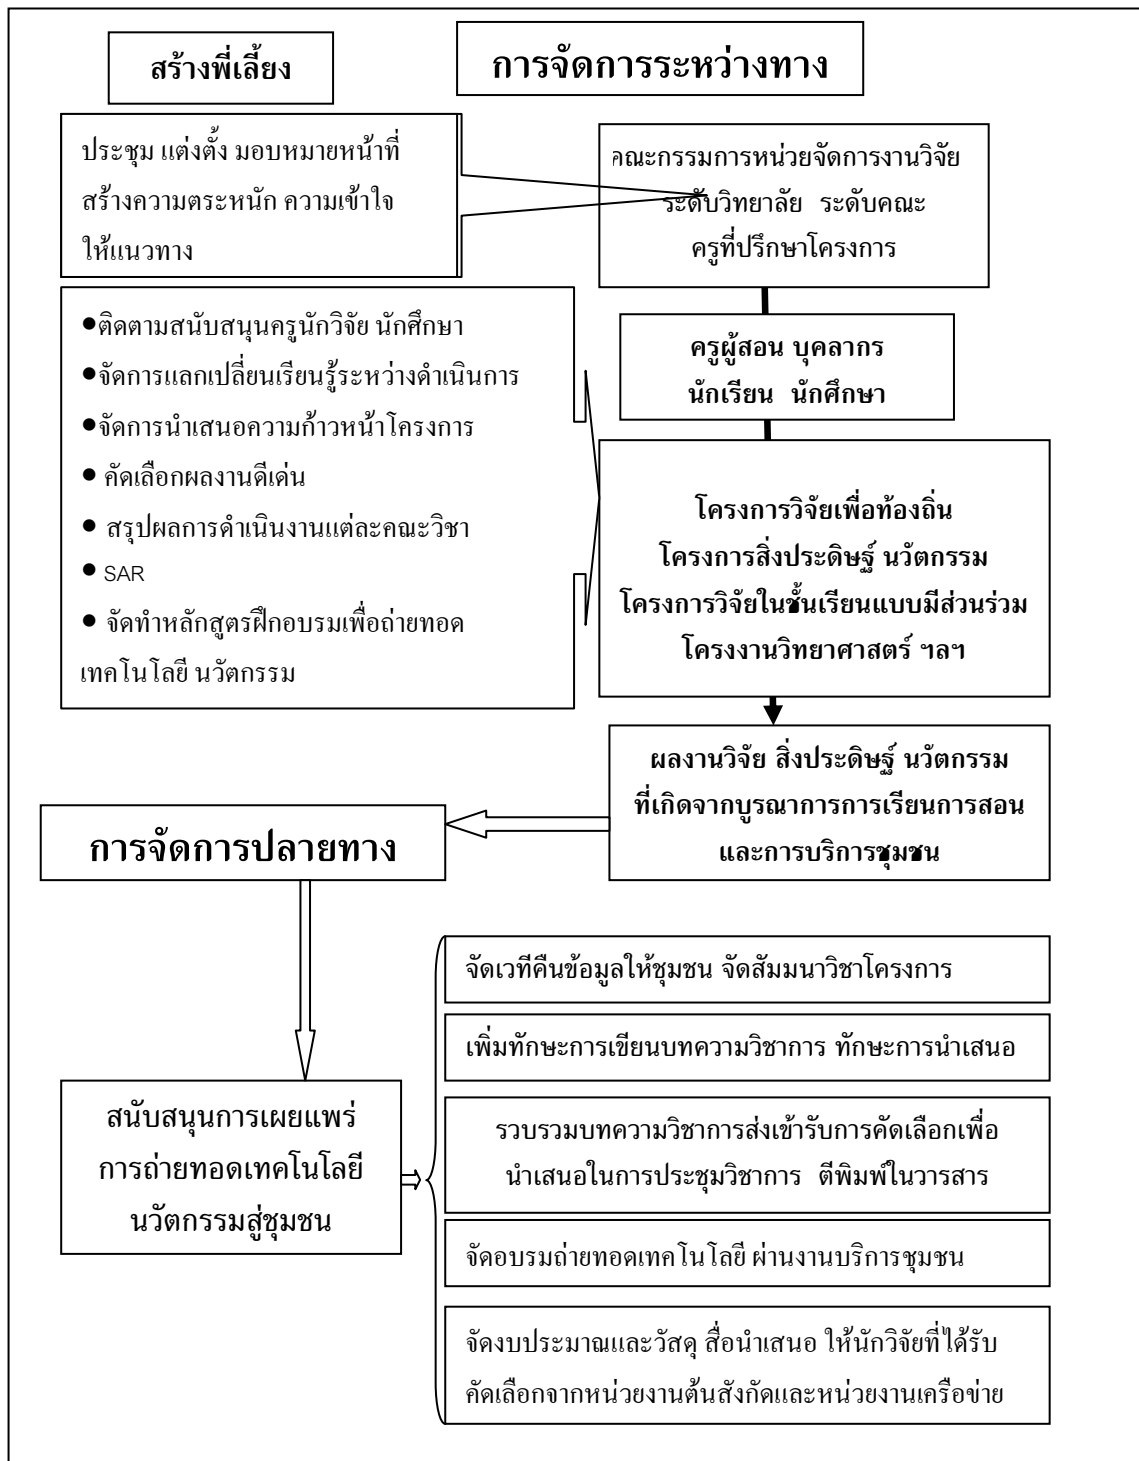 สร้างพี่เลี้ยง
การจัดการระหว่างทาง
ประชุม แต่งตั้ง มอบหมายหน้าที่
สร้างความตระหนัก ความเข้าใจ
ให้แนวทาง
คณะกรรมการหน่วยจัดการงานวิจัย
ระดับวิทยาลัย ระดับคณะ
ครูที่ปรึกษาโครงการ
●ติดตามสนับสนุนครูนักวิจัย นักศึกษา
●จัดการแลกเปลี่ยนเรียนรู้ระหว่างดำเนินการ
●จัดการนำเสนอความก้าวหน้าโครงการ
● คัดเลือกผลงานดีเด่น
● สรุปผลการดำเนินงานแต่ละคณะวิชา
● SAR
● จัดทำหลักสูตรฝึกอบรมเพื่อถ่ายทอด
เทคโนโลยี นวัตกรรม
ครูผู้สอน บุคลากร
นักเรียน นักศึกษา
โครงการวิจัยเพื่อท้องถิ่น
โครงการสิ่งประดิษฐ์ นวัตกรรม
โครงการวิจัยในชั้นเรียนแบบมีส่วนร่วม
โครงงานวิทยาศาสตร์ ฯลฯ
ผลงานวิจัย สิ่งประดิษฐ์ นวัตกรรม
ที่เกิดจากบูรณาการการเรียนการสอน
และการบริการชุมชน
การจัดการปลายทาง
สนับสนุนการเผยแพร่
การถ่ายทอดเทคโนโลยี
นวัตกรรมสู่ชุมชน
จัดเวทีคืนข้อมูลให้ชุมชน จัดสัมมนาวิชาโครงการ
เพิ่มทักษะการเขียนบทความวิชาการ ทักษะการนำเสนอ
รวบรวมบทความวิชาการส่งเข้ารับการคัดเลือกเพื่อ
นำเสนอในการประชุมวิชาการ ตีพิมพ์ในวารสาร
จัดอบรมถ่ายทอดเทคโนโลยี ผ่านงานบริการชุมชน
จัดงบประมาณและวัสดุ สื่อนำเสนอ ให้นักวิจัยที่ได้รับ
คัดเลือกจากหน่วยงานต้นสังกัดและหน่วยงานเครือข่าย